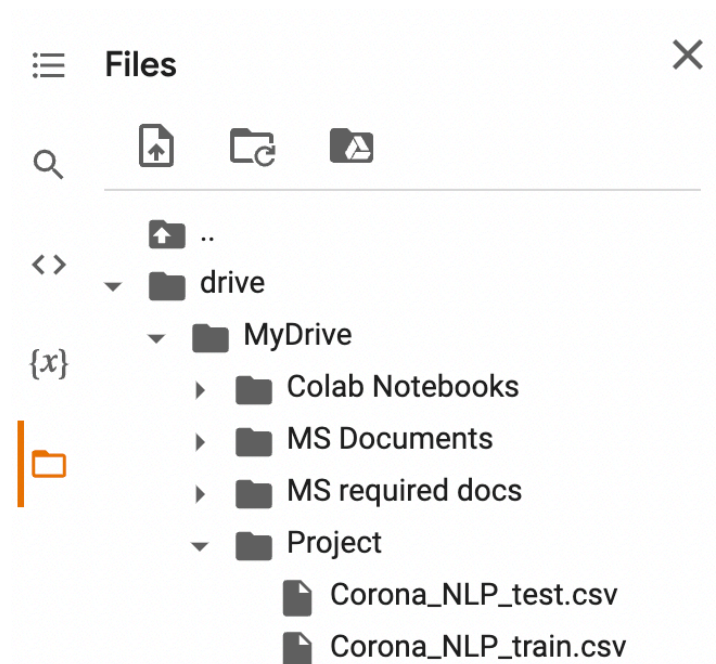 Files
..
drive
MyDrive
Colab Notebooks
MS Documents
MS required docs
{x}
Project
Corona_NLP_test.csv
Corona_NLP_train.csv